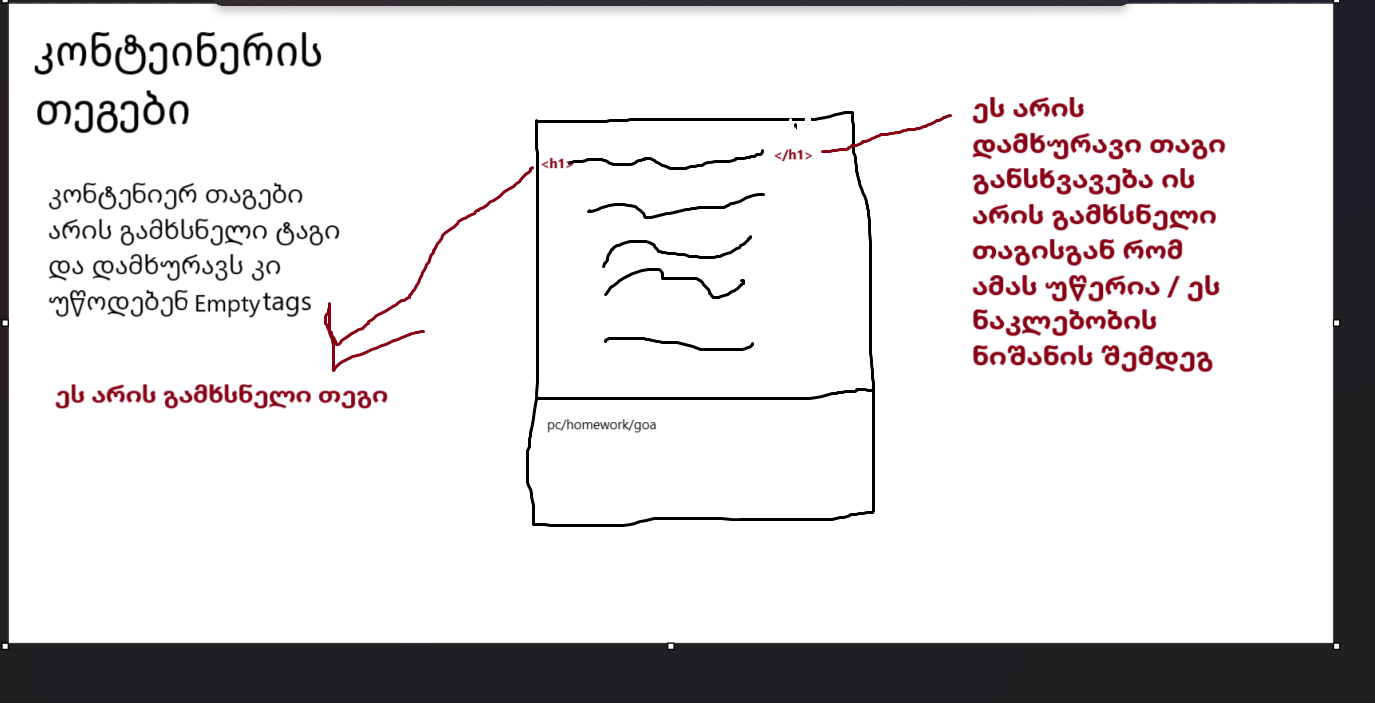 კონტეინერის
თეგები
კონტენიერ თაგები
არის გამხსნელი ტაგი
და დამხურავს კი
უწოდებენ Empty tags
ეს არის გამხსნელი თეგი
<h1>
</h1>
pc/homework/goa
ეს არის
დამხურავი თაგი
განსხვავება ის
არის გამხსნელი
თაგისგან რომ
ამას უწერია / ეს
ნაკლებობის
ნიშანის შემდეგ